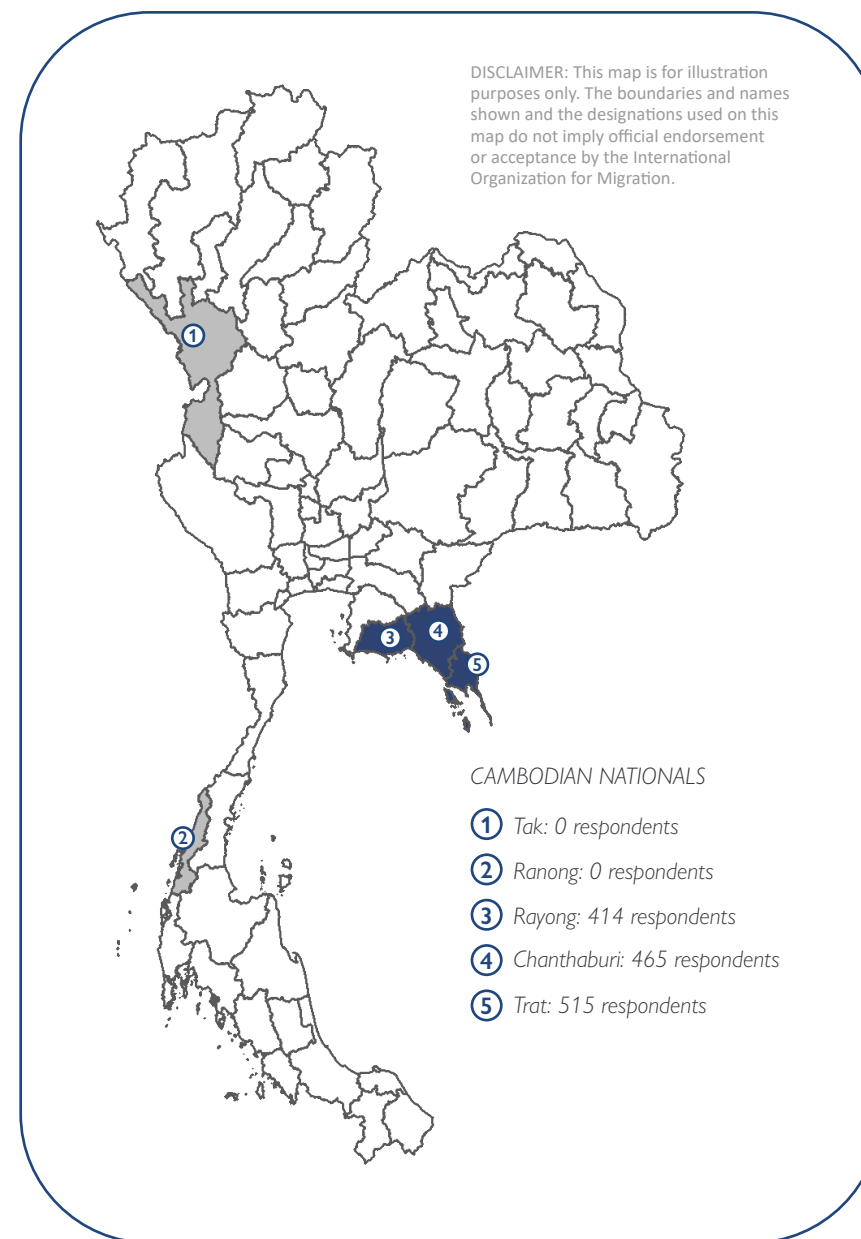 DISCLAIMER: This map is for illustration
purposes only. The boundaries and names
shown and the designations used on this
map do not imply official endorsement
or acceptance by the International
Organization for Migration.
1
3
4
5
2
CAMBODIAN NATIONALS
1 Tak: 0 respondents
2 Ranong: 0 respondents
3 Rayong: 414 respondents
4 Chanthaburi: 465 respondents
5 Trat: 515 respondents